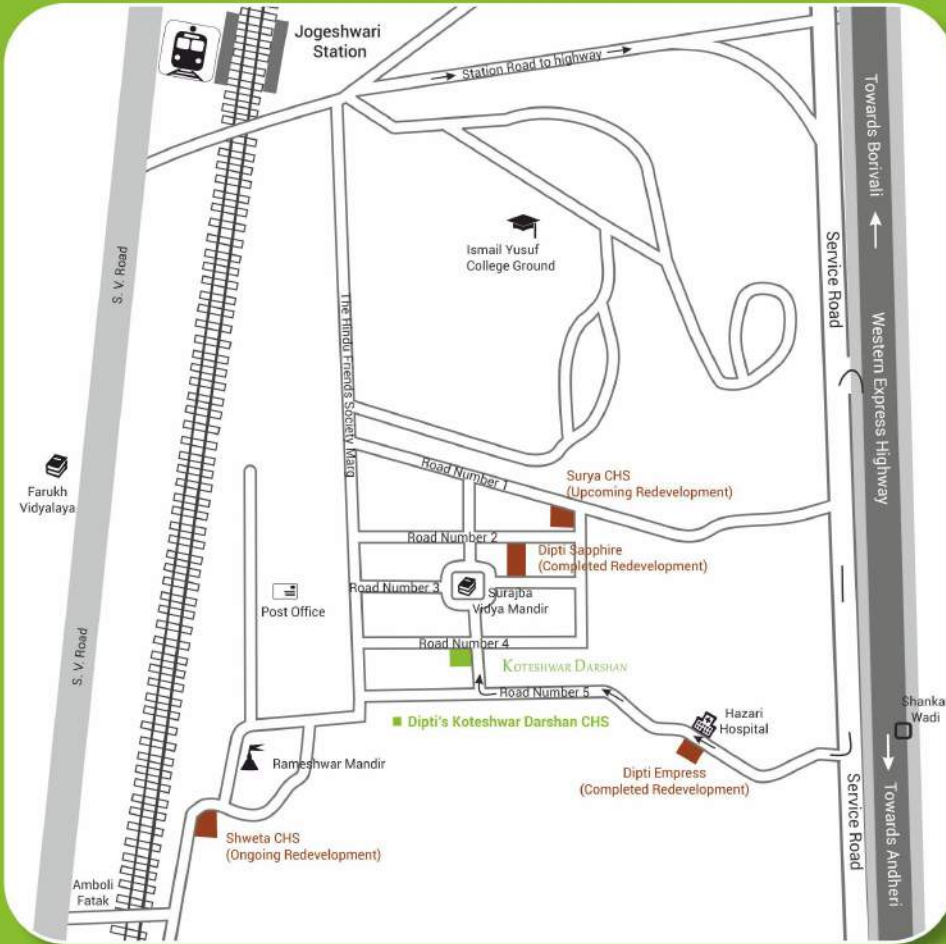 Jogeshwari
Station
Station Road to highway
Towards Borivali
S. V. Road
Ismail Yusuf
College Ground
Service Road
The Hindu Friends Society Marg
Western Express Highway
Farukh
Vidyalaya
Road Number 1
Surya CHS
(Upcoming Redevelopment)
Road Number 2
Dipti Sapphire
(Completed Redevelopment)
Road Number 3
Surajba
Vidya Mandir
Post Office
S. V. Road
Road Number 4
KOTESHWAR DARSHAN
Road Number 5
Dipti's Koteshwar Darshan CHS
Hazari
Hospital
Shanka
Wadi
Rameshwar Mandir
Dipti Empress
(Completed Redevelopment)
Service Road
Towards Andheri
Shweta CHS
(Ongoing Redevelopment)
Amboli
Fatak